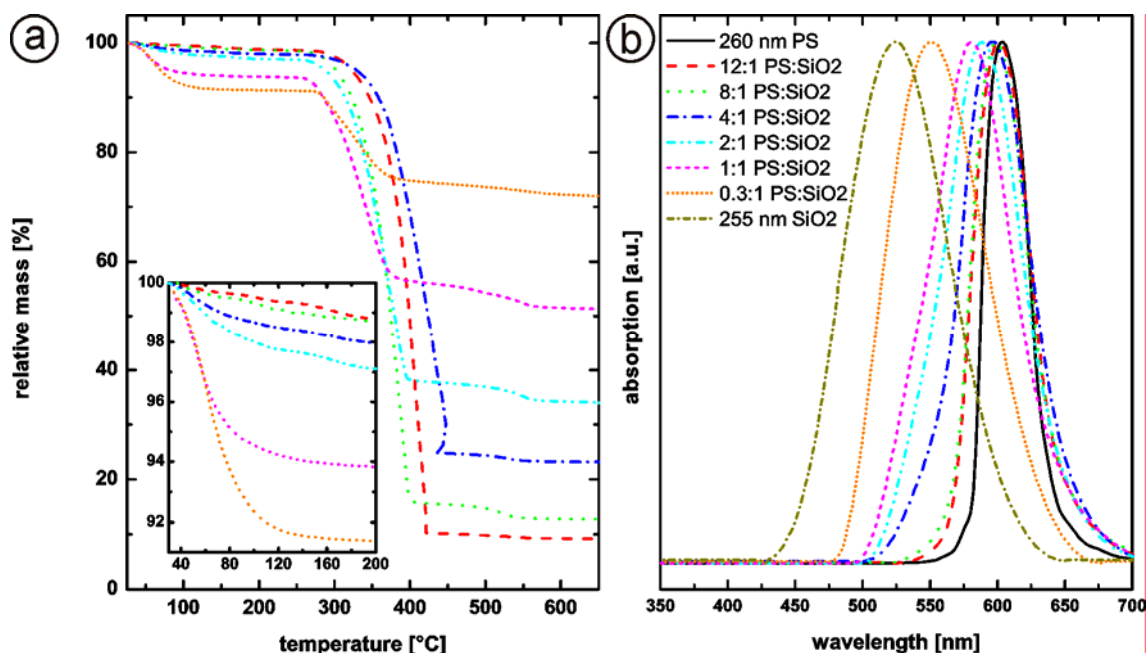 a
relative mass [%]
100
80
60
40
20
0
100
98
96
94
92
40 80 120 160 200
100 200 300 400 500 600
temperature [°C]
b
absorption [a.u.]
260 nm PS
12:1 PS:SiO2
8:1 PS:SiO2
4:1 PS:SiO2
2:1 PS:SiO2
1:1 PS:SiO2
0.3:1 PS:SiO2
255 nm SiO2
350 400 450 500 550 600 650 700
wavelength [nm]